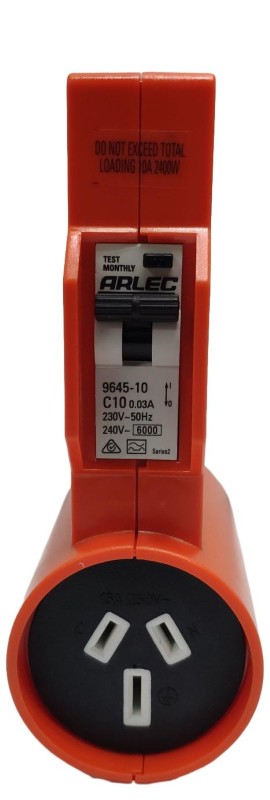 DO NOT EXCEED TOTAL
LOADING 10A 2400W
TEST
MONTHLY
ARLEC
9645-10
C10 0.03A
230V~50Hz
240V~ 6000
Series2
I
O